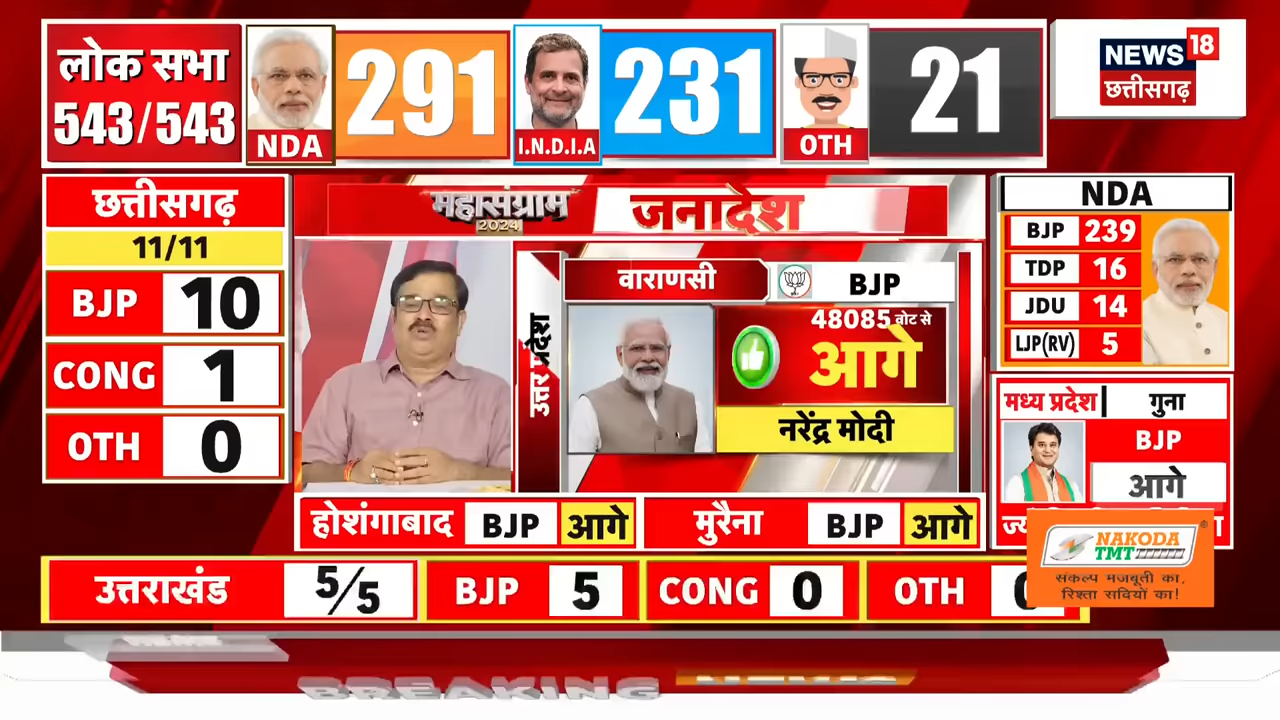 लोक सभा
543/543
NDA
291
I.N.D.I.A
231
OTH
21
NEWS 18
छत्तीसगढ़
छत्तीसगढ़
11/11
BJP 10
CONG 1
OTH 0
महासंग्राम
2024
जनादेश
उत्तर प्रदेश
वाराणसी
BJP
48085 वोट से
आगे
नरेंद्र मोदी
NDA
BJP 239
TDP 16
JDU 14
LJP(RV) 5
मध्य प्रदेश गुना
BJP
आगे
होशंगाबाद BJP आगे
मुरैना BJP आगे
NAKODA
TMT
संकल्प मजबूती का,
रिश्ता सदियों का!
उत्तराखंड 5/5 BJP 5 CONG 0 OTH 0
BREAKING NEWS